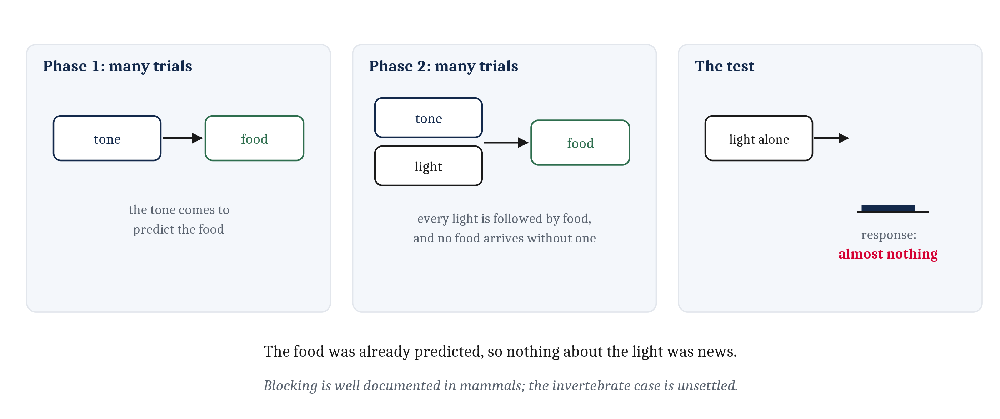 Phase 1: many trials
tone
food
the tone comes to
predict the food
Phase 2: many trials
tone
light
food
every light is followed by food,
and no food arrives without one
The test
light alone
response:
almost nothing
The food was already predicted, so nothing about the light was news.
Blocking is well documented in mammals; the invertebrate case is unsettled.